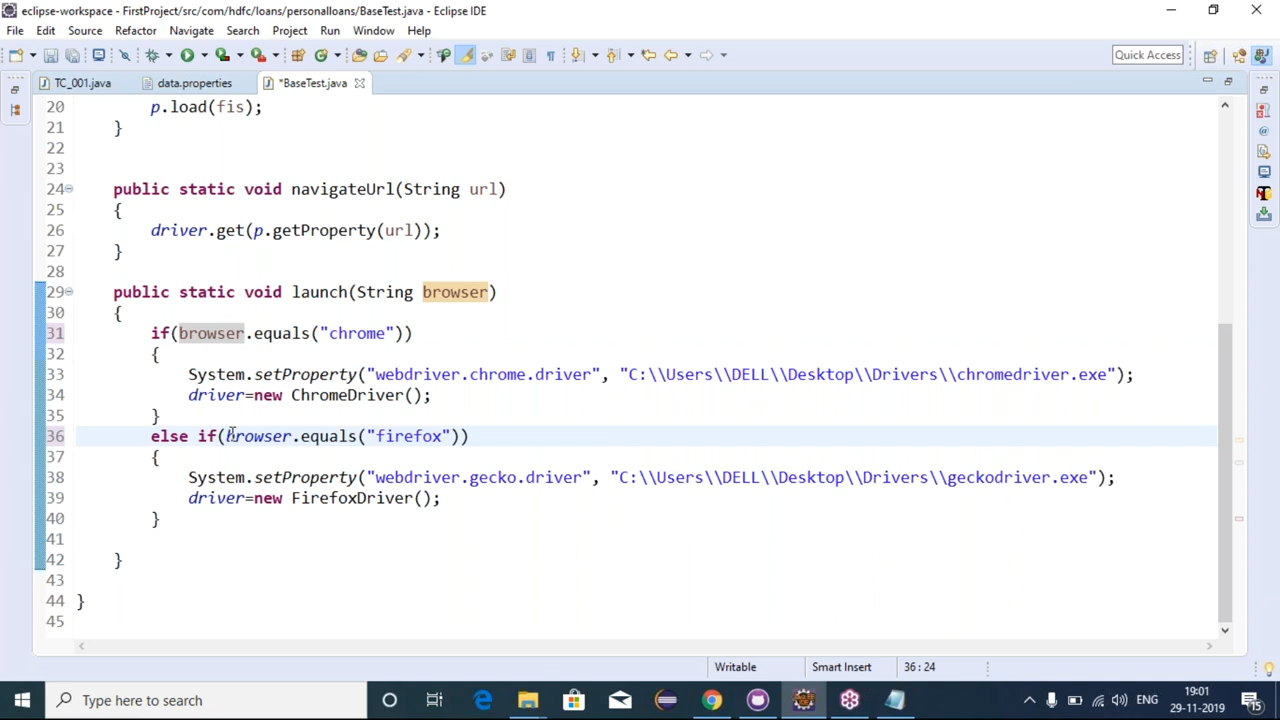 eclipse-workspace - FirstProject/src/com/hdfc/loans/personalloans/BaseTest.java - Eclipse IDE
File Edit Source Refactor Navigate Search Project Run Window Help
Quick Access
TC_001.java data.properties *BaseTest.java
20 p.load(fis);
21 }
22
23
24 public static void navigateUrl(String url)
25 {
26 driver.get(p.getProperty(url));
27 }
28
29 public static void launch(String browser)
30 {
31 if(browser.equals("chrome"))
32 {
33 System.setProperty("webdriver.chrome.driver", "C:\\Users\\DELL\\Desktop\\Drivers\\chromedriver.exe");
34 driver=new ChromeDriver();
35 }
36 else if(browser.equals("firefox"))
37 {
38 System.setProperty("webdriver.gecko.driver", "C:\\Users\\DELL\\Desktop\\Drivers\\geckodriver.exe");
39 driver=new FirefoxDriver();
40 }
41
42 }
43
44 }
45
Writable Smart Insert 36 : 24
Type here to search
ENG
19:01
29-11-2019
15